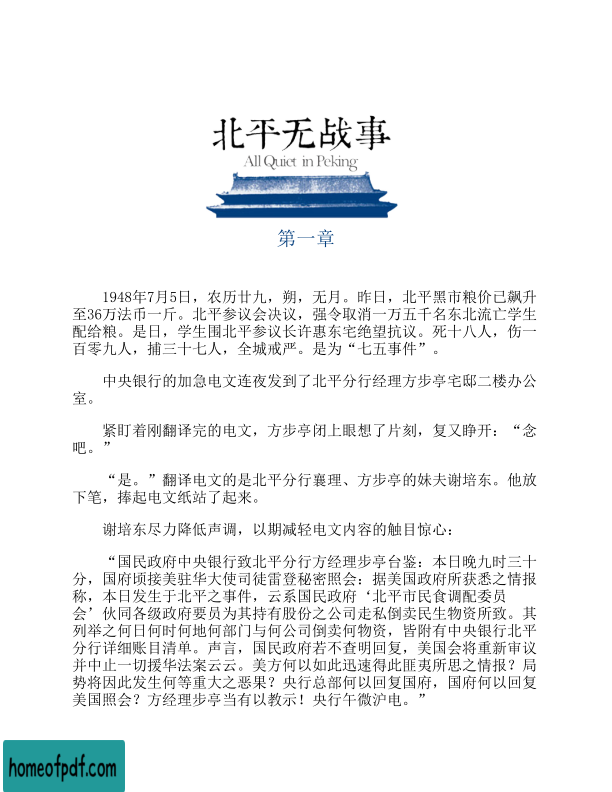 北平无战事
All Quiet in Peking
第一章
1948年7月5日，农历廿九，朔，无月。昨日，北平黑市粮价已飙升
至36万法币一斤。北平参议会决议，强令取消一万五千名东北流亡学生
配给粮。是日，学生围北平参议长许惠东宅绝望抗议。死十八人，伤一
百零九人，捕三十七人，全城戒严。是为“七五事件”。
中央银行的加急电文连夜发到了北平分行经理方步亭宅邸二楼办公
室。
紧盯着刚翻译完的电文，方步亭闭上眼想了片刻，复又睁开：“念
吧。”
“是。”翻译电文的是北平分行襄理、方步亭的妹夫谢培东。他放
下笔，捧起电文纸站了起来。
谢培东尽力降低声调，以期减轻电文内容的触目惊心：
“国民政府中央银行致北平分行方经理步亭台鉴：本日晚九时三十
分，国府顷接美驻华大使司徒雷登秘密照会：据美国政府所获悉之情报
称，本日发生于北平之事件，云系国民政府‘北平市民食调配委员
会’伙同各级政府要员为其持有股份之公司走私倒卖民生物资所致。其
列举之何日何时何地何部门与何公司倒卖何物资，皆附有中央银行北平
分行详细账目清单。声言，国民政府若不查明回复，美国会将重新审议
并中止一切援华法案云云。美方何以如此迅速得此匪夷所思之情报？局
势将因此发生何等重大之恶果？央行总部何以回复国府，国府何以回复
美国照会？方经理步亭当有以教示！央行午微沪电。”
homeofpdf.com